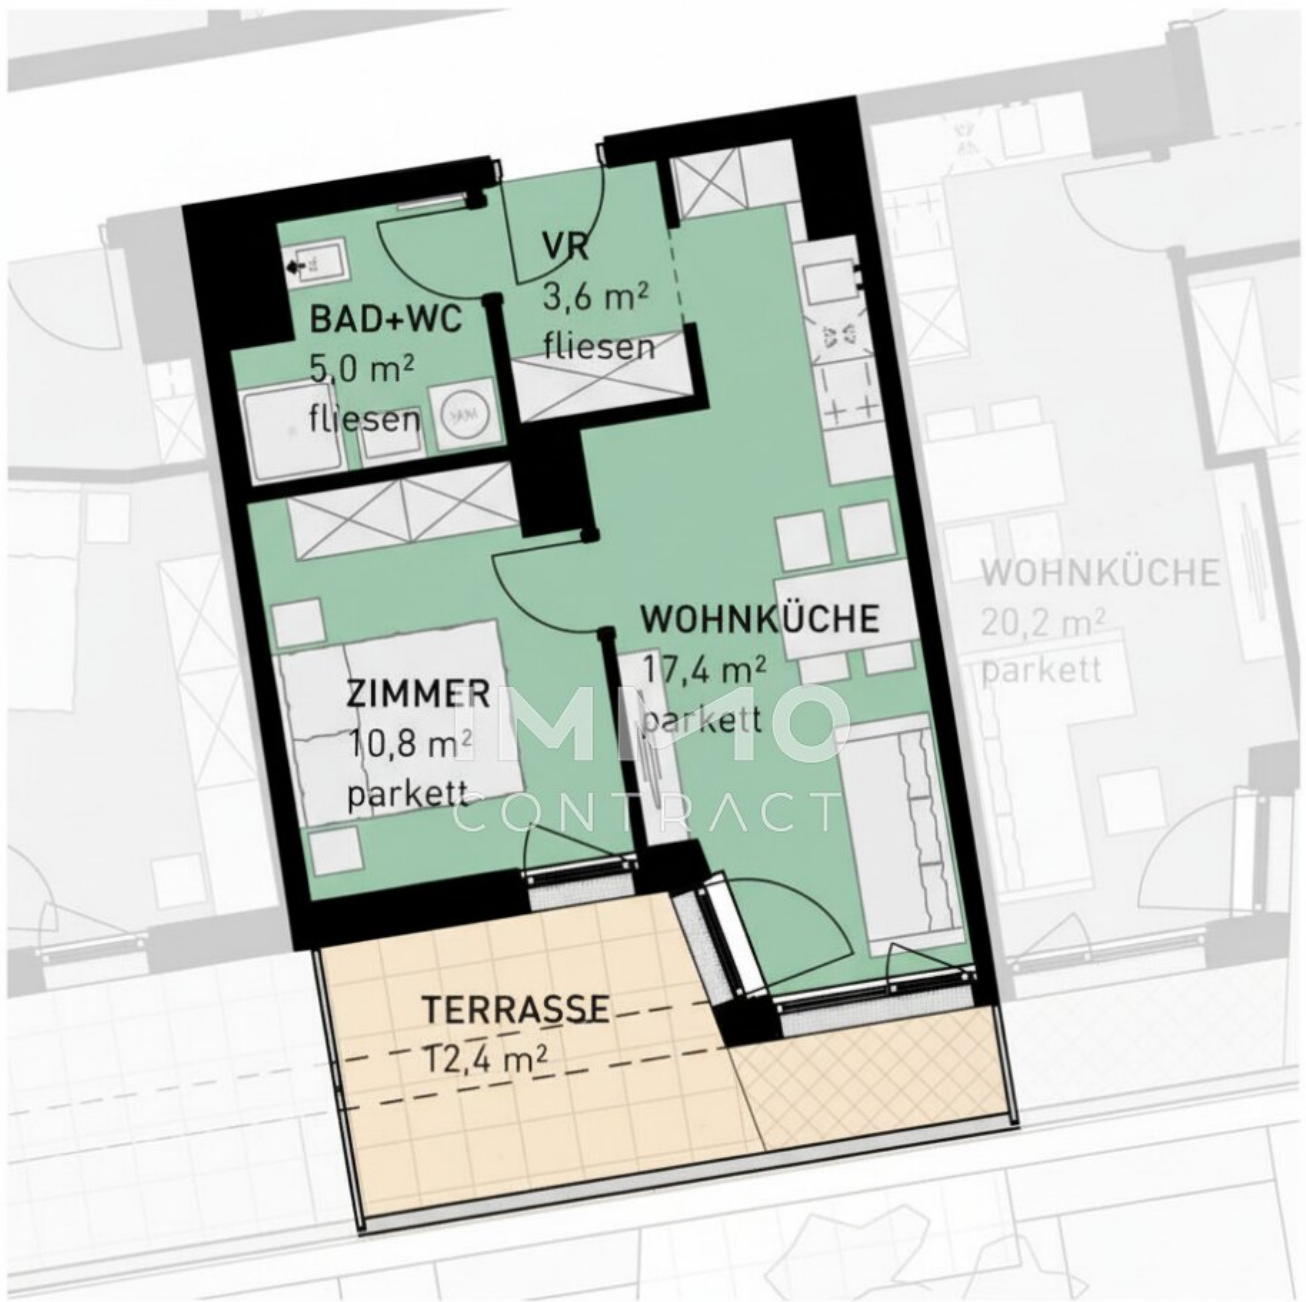 VR
3,6 m²
fliesen
BAD+WC
5,0 m²
fliesen
WOHNKÜCHE
17,4 m²
parkett
WOHNKÜCHE
20,2 m²
parkett
ZIMMER
10,8 m²
parkett
IMMO
CONTRACT
TERRASSE
12,4 m²